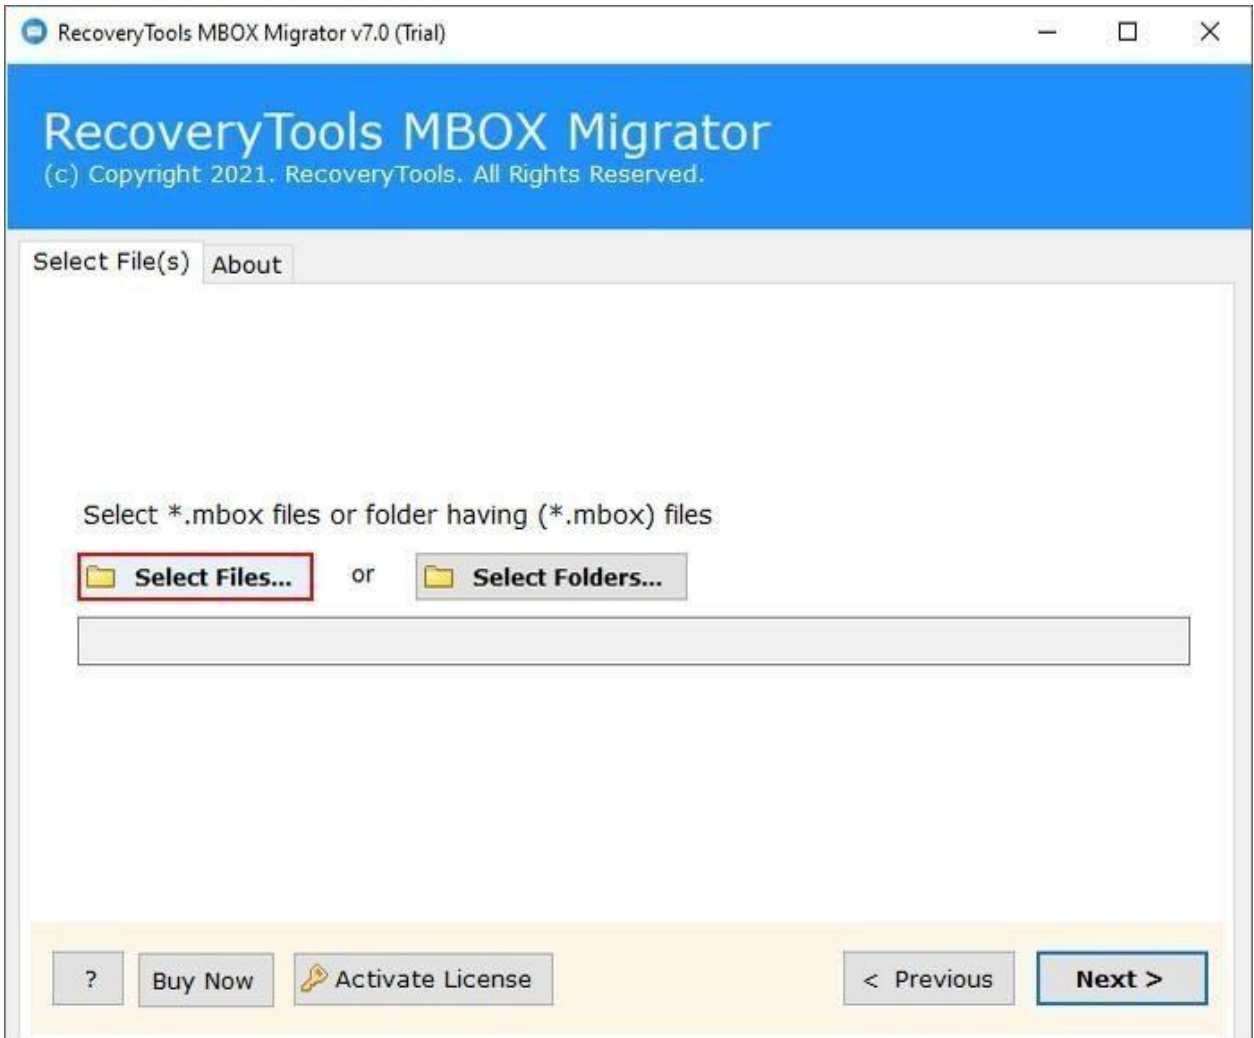 RecoveryTools MBOX Migrator v7.0 (Trial)
RecoveryTools MBOX Migrator
(c) Copyright 2021. RecoveryTools. All Rights Reserved.
Select File(s) About
Select *.mbox files or folder having (*.mbox) files
Select Files... or Select Folders...
? Buy Now Activate License < Previous Next >